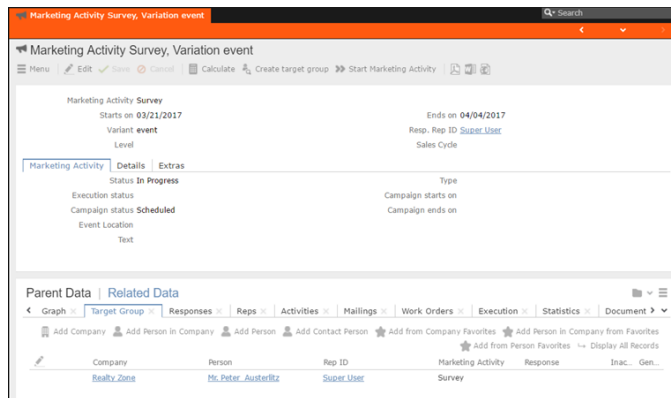 Marketing Activity Survey, Variation event
Search
Marketing Activity Survey, Variation event
Menu Edit Save Cancel Calculate Create target group Start Marketing Activity
Marketing Activity Survey
Starts on 03/21/2017 Ends on 04/04/2017
Variant event Resp. Rep ID Super User
Level Sales Cycle
Marketing Activity Details Extras
Status In Progress Type
Execution status Campaign starts on
Campaign status Scheduled Campaign ends on
Event Location
Text
Parent Data | Related Data
Graph Target Group Responses Reps Activities Mailings Work Orders Execution Statistics Document
Add Company Add Person in Company Add Person Add Contact Person Add from Company Favorites Add Person in Company from Favorites
Add from Person Favorites Display All Records
Company Person Rep ID Marketing Activity Response Inac... Gen...
Realty Zone Mr. Peter Austerlitz Super User Survey